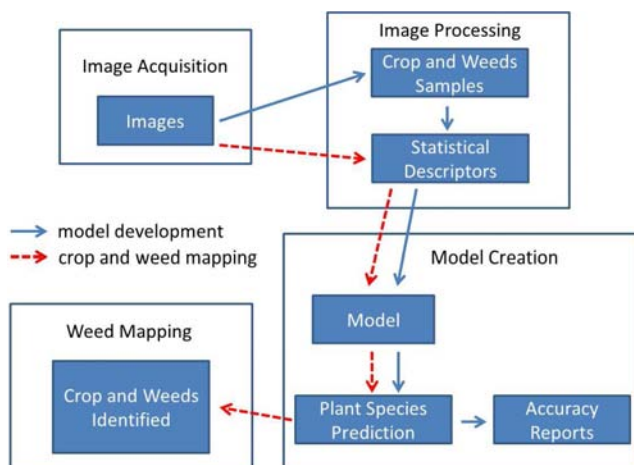 Image Processing
Image Acquisition
Crop and Weeds
Samples
Images
Statistical
Descriptors
model development
crop and weed mapping
Model Creation
Weed Mapping
Model
Crop and Weeds
Identified
Plant Species
Prediction
Accuracy
Reports